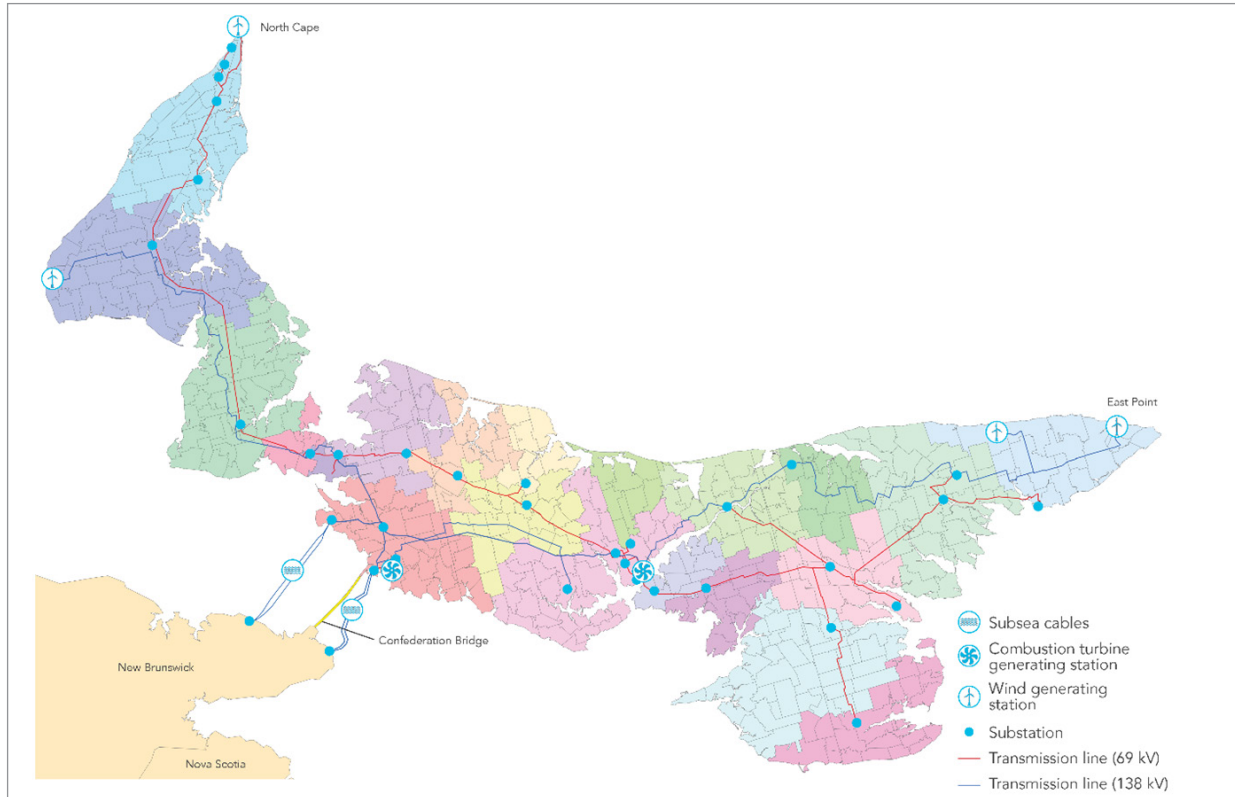 North Cape
East Point
Confederation Bridge
New Brunswick
Nova Scotia
Subsea cables
Combustion turbine
generating station
Wind generating
station
Substation
Transmission line (69 kV)
Transmission line (138 kV)